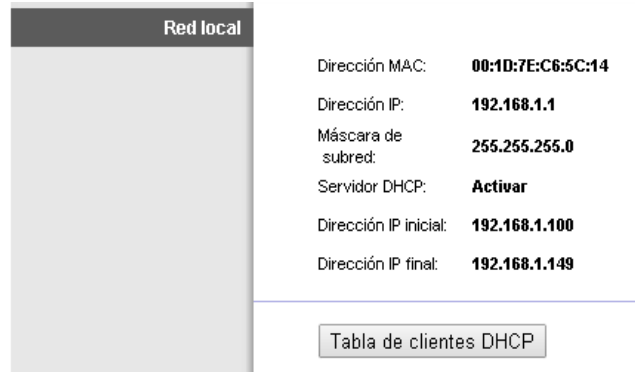 Red local
Dirección MAC: 00:1D:7E:C6:5C:14
Dirección IP: 192.168.1.1
Máscara de
subred: 255.255.255.0
Servidor DHCP: Activar
Dirección IP inicial: 192.168.1.100
Dirección IP final: 192.168.1.149
Tabla de clientes DHCP